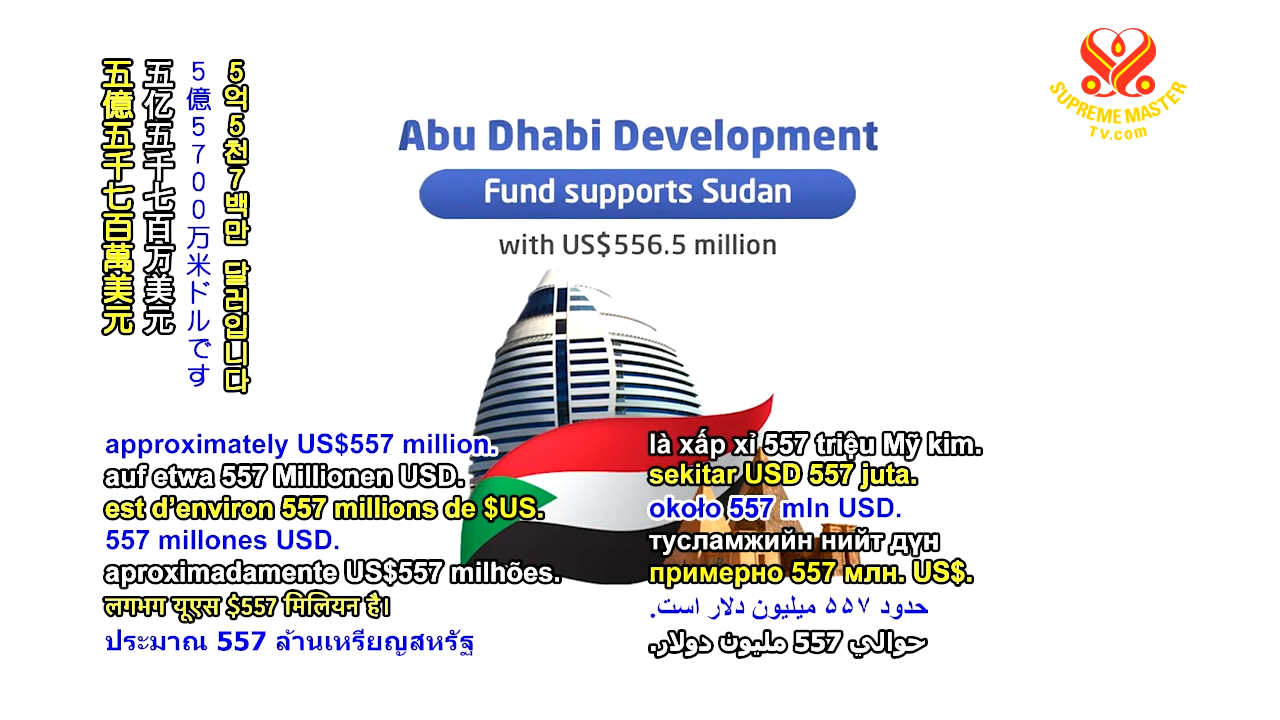 五億五千七百萬美元
五亿五千七百万美元
5億5700万米ドルです
5억5천7백만 달러입니다
SUPREME MASTER
TV.com
Abu Dhabi Development
Fund supports Sudan
with US$556.5 million
approximately US$557 million.
auf etwa 557 Millionen USD.
est d’environ 557 millions de $US.
557 millones USD.
aproximadamente US$557 milhões.
लगभग यूएस $557 मिलियन है।
ประมาณ 557 ล้านเหรียญสหรัฐ
là xấp xỉ 557 triệu Mỹ kim.
sekitar USD 557 juta.
około 557 mln USD.
тусламжийн нийт дүн
примерно 557 млн. US$.
حدود ۵۵۷ میلیون دلار است.
حوالي 557 مليون دولار.